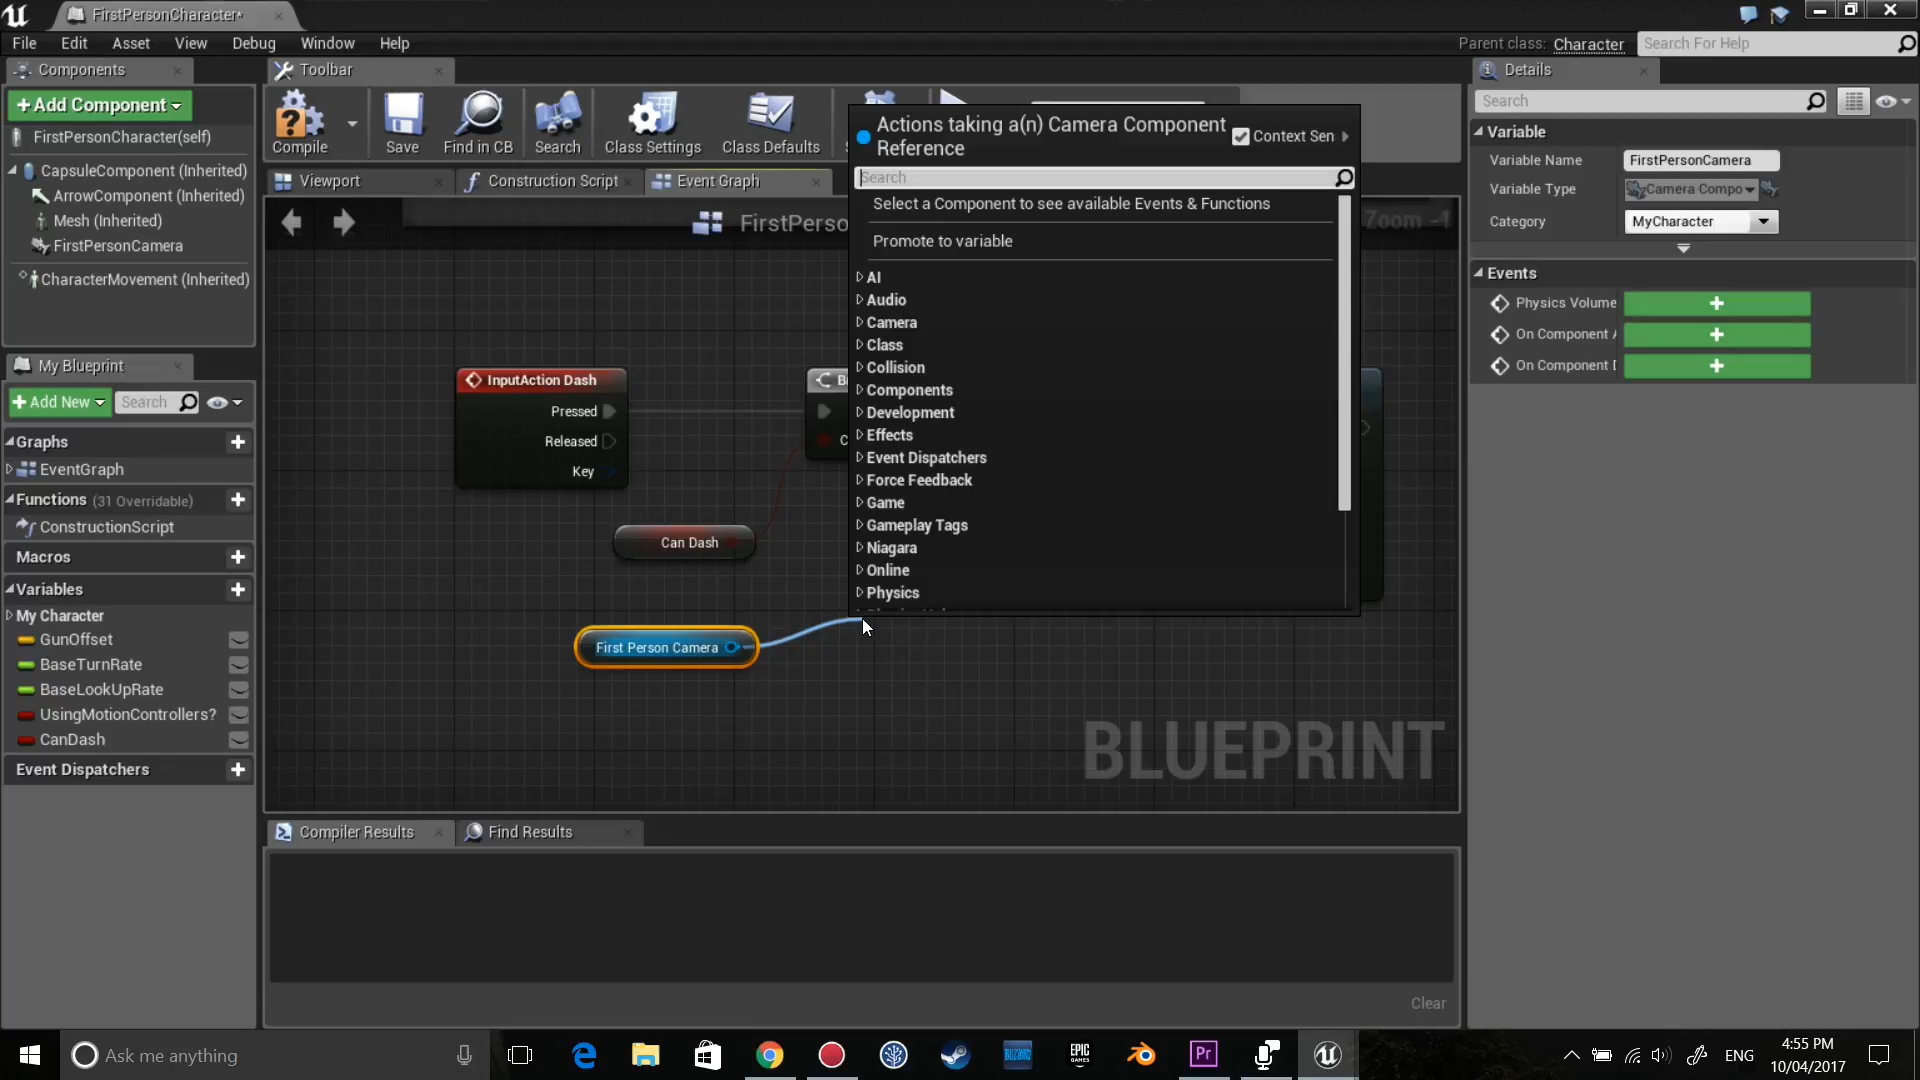 FirstPersonCharacter*
File Edit Asset View Debug Window Help
Parent class: Character
Search For Help
Components
Toolbar
Details
+Add Component
FirstPersonCharacter(self)
CapsuleComponent (Inherited)
ArrowComponent (Inherited)
Mesh (Inherited)
FirstPersonCamera
CharacterMovement (Inherited)
Compile
Save
Find in CB
Search
Class Settings
Class Defaults
Viewport
Construction Script
Event Graph
FirstPerso
Zoom -1
Actions taking a(n) Camera Component
Reference
Context Sen
Search
Select a Component to see available Events & Functions
Promote to variable
AI
Audio
Camera
Class
Collision
Components
Development
Effects
Event Dispatchers
Force Feedback
Game
Gameplay Tags
Niagara
Online
Physics
InputAction Dash
Pressed
Released
Key
Can Dash
First Person Camera
BLUEPRINT
My Blueprint
+Add New
Search
Graphs
EventGraph
Functions (31 Overridable)
ConstructionScript
Macros
Variables
My Character
GunOffset
BaseTurnRate
BaseLookUpRate
UsingMotionControllers?
CanDash
Event Dispatchers
Search
Variable
Variable Name
FirstPersonCamera
Variable Type
Camera Compo
Category
MyCharacter
Events
Physics Volume
On Component
On Component
Compiler Results
Find Results
Clear
Ask me anything
BLIZZARD
EPIC
GAMES
Pr
ENG
4:55 PM
10/04/2017